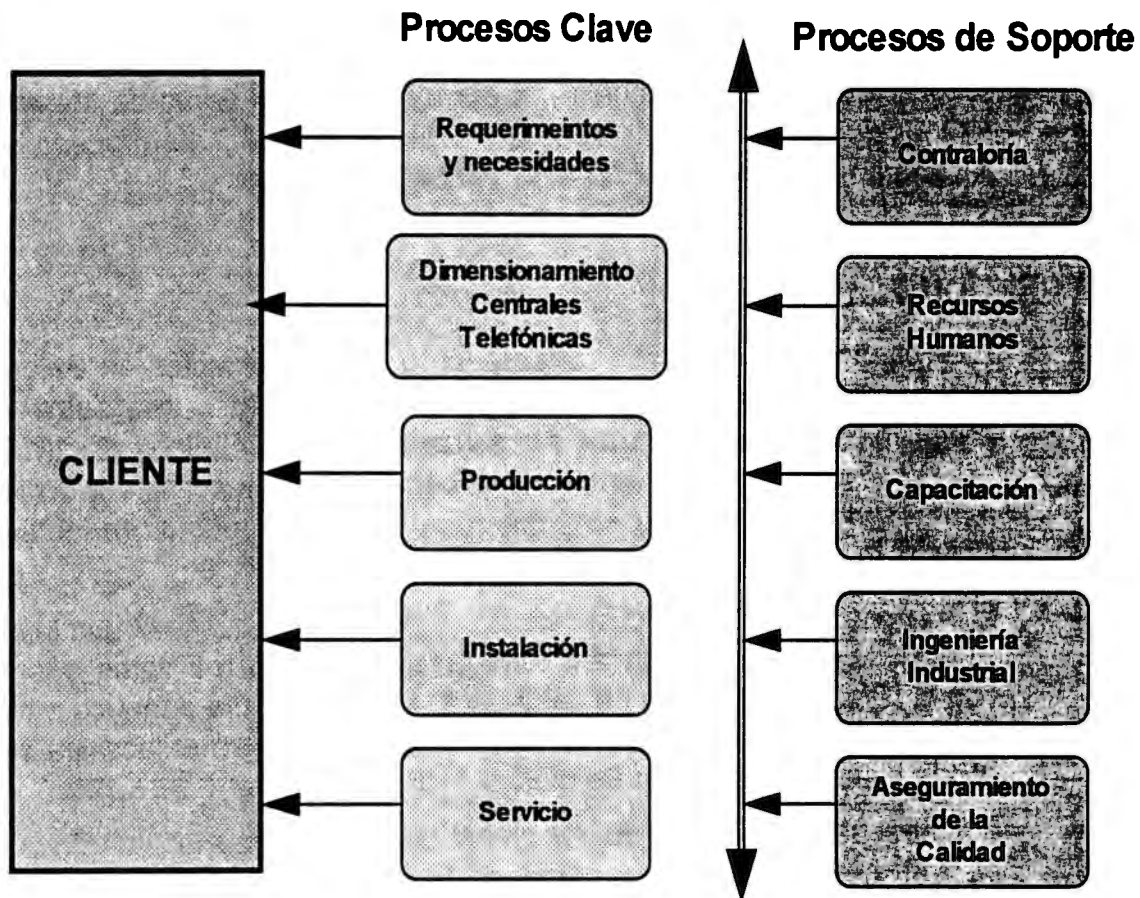 Procesos Clave
Procesos de Soporte
CLIENTE
Requerimeintos
y necesidades
Dimensionamiento
Centrales
Telefónicas
Producción
Instalación
Servicio
Contraloría
Recursos
Humanos
Capacitación
Ingeniería
Industrial
Aseguramiento
de la
Calidad